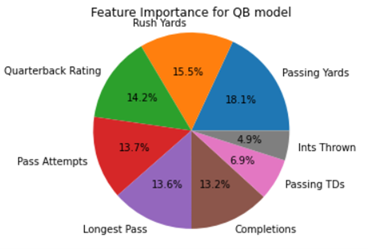 Feature Importance for QB model
Rush Yards
Quarterback Rating
15.5%
Passing Yards
14.2%
18.1%
13.7%
4.9%
Ints Thrown
Pass Attempts
6.9%
Passing TDs
13.6%
13.2%
Longest Pass
Completions